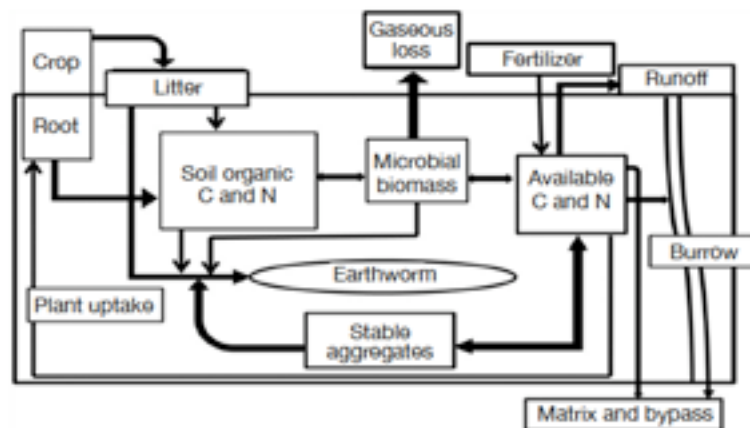 Crop
Root
Litter
Gaseous
loss
Fertilizer
Runoff
Soil organic
C and N
Microbial
biomass
Available
C and N
Burrow
Earthworm
Plant uptake
Stable
aggregates
Matrix and bypass